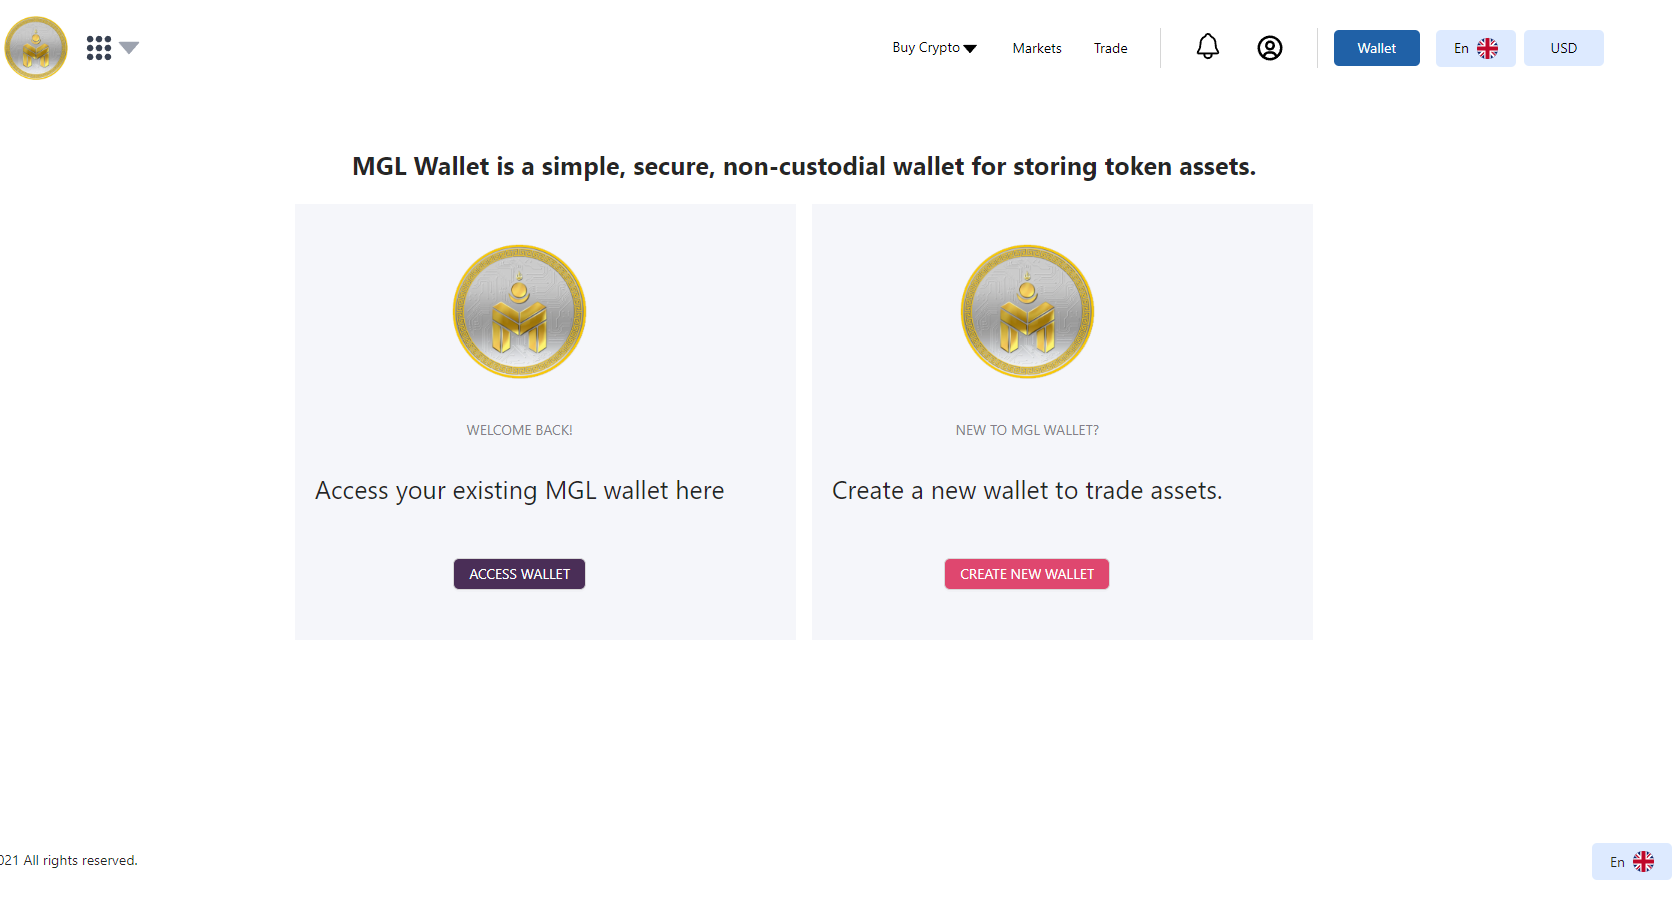 Buy Crypto Markets Trade Wallet En USD
MGL Wallet is a simple, secure, non-custodial wallet for storing token assets.
WELCOME BACK!
Access your existing MGL wallet here
ACCESS WALLET
NEW TO MGL WALLET?
Create a new wallet to trade assets.
CREATE NEW WALLET
021 All rights reserved.
En